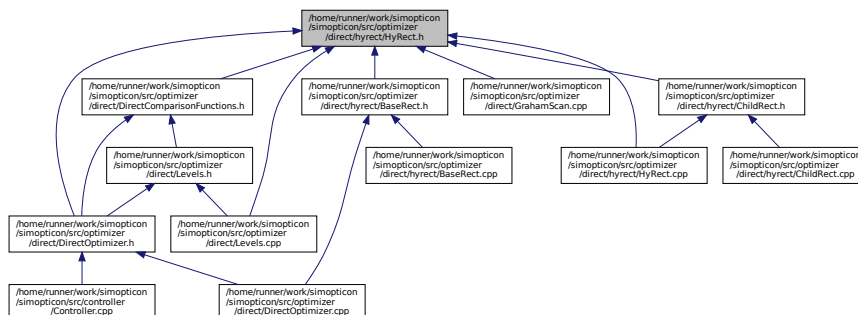 /home/runner/work/simopticon
/simopticon/src/optimizer
/direct/hyrect/HyRect.h
/home/runner/work/simopticon
/simopticon/src/optimizer
/direct/DirectComparisonFunctions.h
/home/runner/work/simopticon
/simopticon/src/optimizer
/direct/hyrect/BaseRect.h
/home/runner/work/simopticon
/simopticon/src/optimizer
/direct/GrahamScan.cpp
/home/runner/work/simopticon
/simopticon/src/optimizer
/direct/hyrect/ChildRect.h
/home/runner/work/simopticon
/simopticon/src/optimizer
/direct/Levels.h
/home/runner/work/simopticon
/simopticon/src/optimizer
/direct/hyrect/BaseRect.cpp
/home/runner/work/simopticon
/simopticon/src/optimizer
/direct/hyrect/HyRect.cpp
/home/runner/work/simopticon
/simopticon/src/optimizer
/direct/hyrect/ChildRect.cpp
/home/runner/work/simopticon
/simopticon/src/optimizer
/direct/DirectOptimizer.h
/home/runner/work/simopticon
/simopticon/src/optimizer
/direct/Levels.cpp
/home/runner/work/simopticon
/simopticon/src/controller
/Controller.cpp
/home/runner/work/simopticon
/simopticon/src/optimizer
/direct/DirectOptimizer.cpp